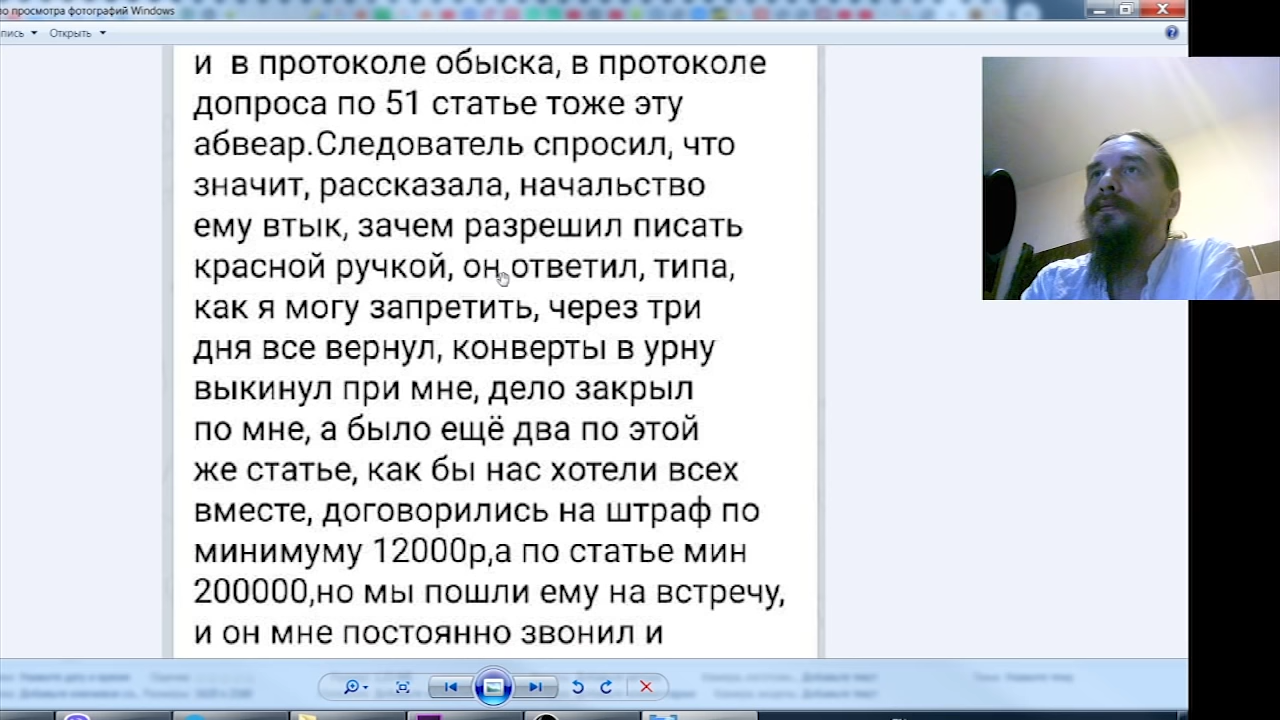 о просмотра фотографий Windows
пись Открыть
и в протоколе обыска, в протоколе
допроса по 51 статье тоже эту
абвеар.Следователь спросил, что
значит, рассказала, начальство
ему втык, зачем разрешил писать
красной ручкой, он ответил, типа,
как я могу запретить, через три
дня все вернул, конверты в урну
выкинул при мне, дело закрыл
по мне, а было ещё два по этой
же статье, как бы нас хотели всех
вместе, договорились на штраф по
минимуму 12000р,а по статье мин
200000,но мы пошли ему на встречу,
и он мне постоянно звонил и